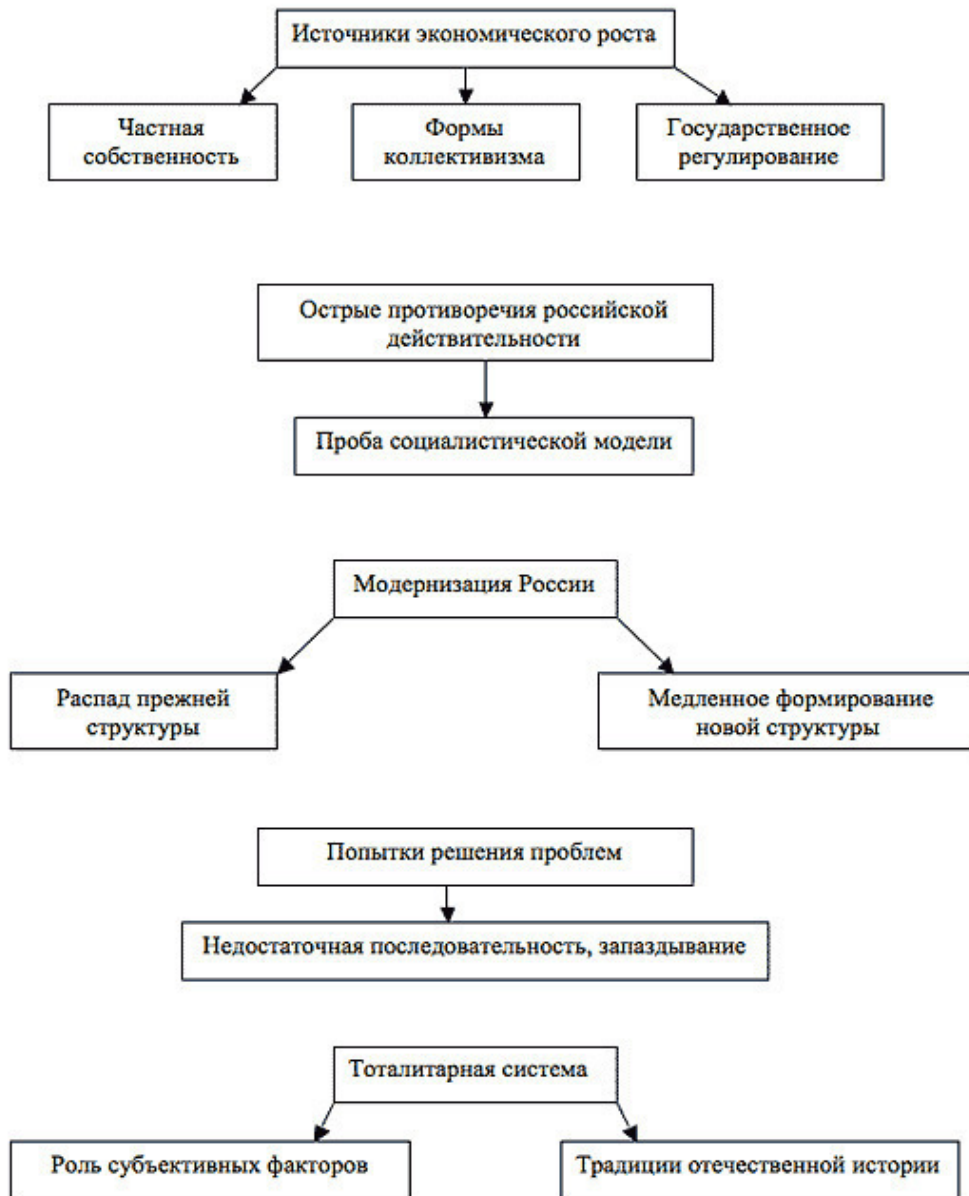 Источники экономического роста
Частная
собственность
Формы
коллективизма
Государственное
регулирование
Острые противоречия российской
действительности
Проба социалистической модели
Модернизация России
Распад прежней
структуры
Медленное формирование
новой структуры
Попытки решения проблем
Недостаточная последовательность, запаздывание
Тоталитарная система
Роль субъективных факторов
Традиции отечественной истории